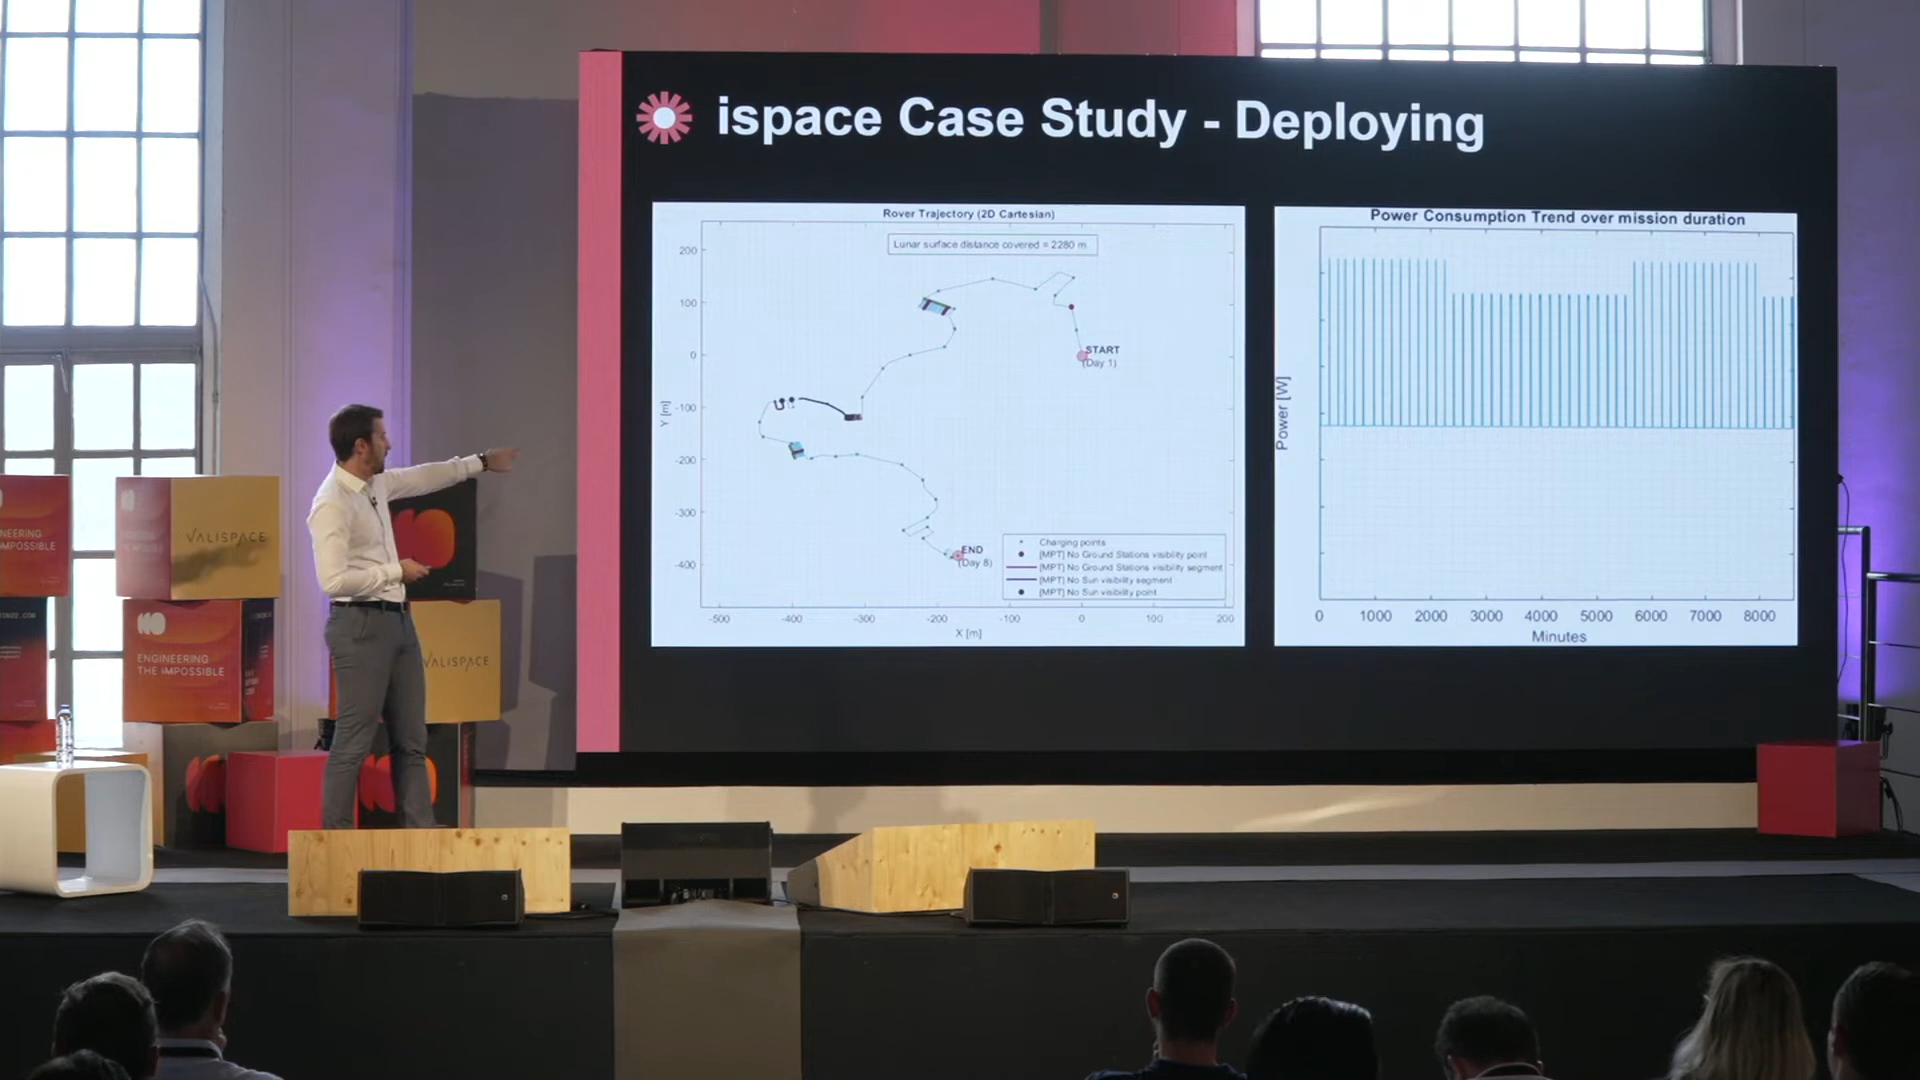 ispace Case Study - Deploying
Rover Trajectory (2D Cartesian)
Lunar surface distance covered = 2280 m
200
100
0
-100
-200
-300
-400
Y [m]
START
(Day 1)
END
(Day 8)
Charging points
[MPT] No Ground Stations visibility point
[MPT] No Ground Stations visibility segment
[MPT] No Sun visibility segment
[MPT] No Sun visibility point
-500
-400
-300
-200
-100
0
100
200
X [m]
Power Consumption Trend over mission duration
Power [W]
0
1000
2000
3000
4000
5000
6000
7000
8000
Minutes
NEERING
MPOSSIBLE
VALISPACE
ENGINEERING
THE IMPOSSIBLE
VALISPACE